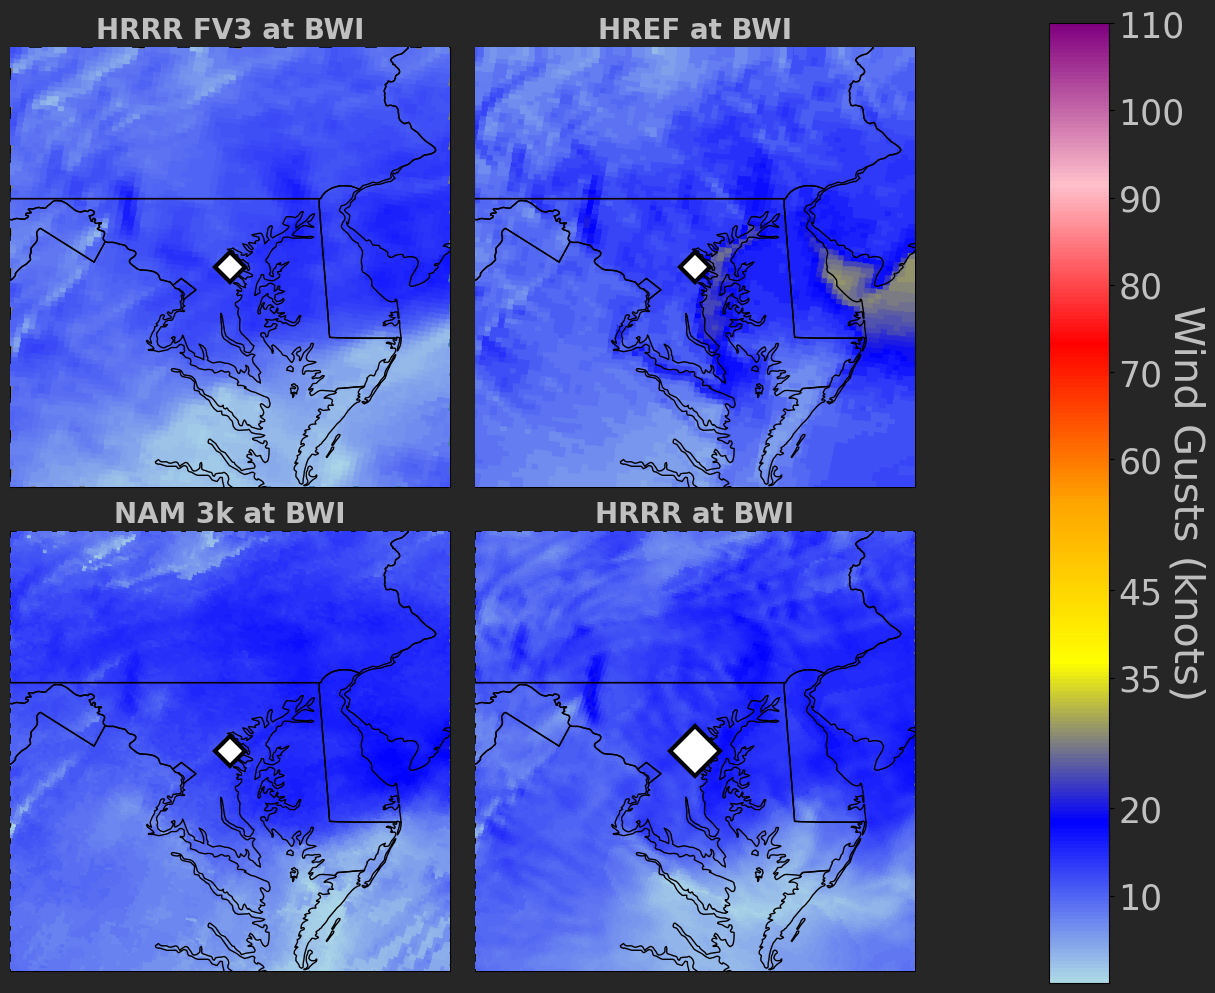 HRRR FV3 at BWI
HREF at BWI
NAM 3k at BWI
HRRR at BWI
110
100
90
80
70
60
45
35
20
10
Wind Gusts (knots)